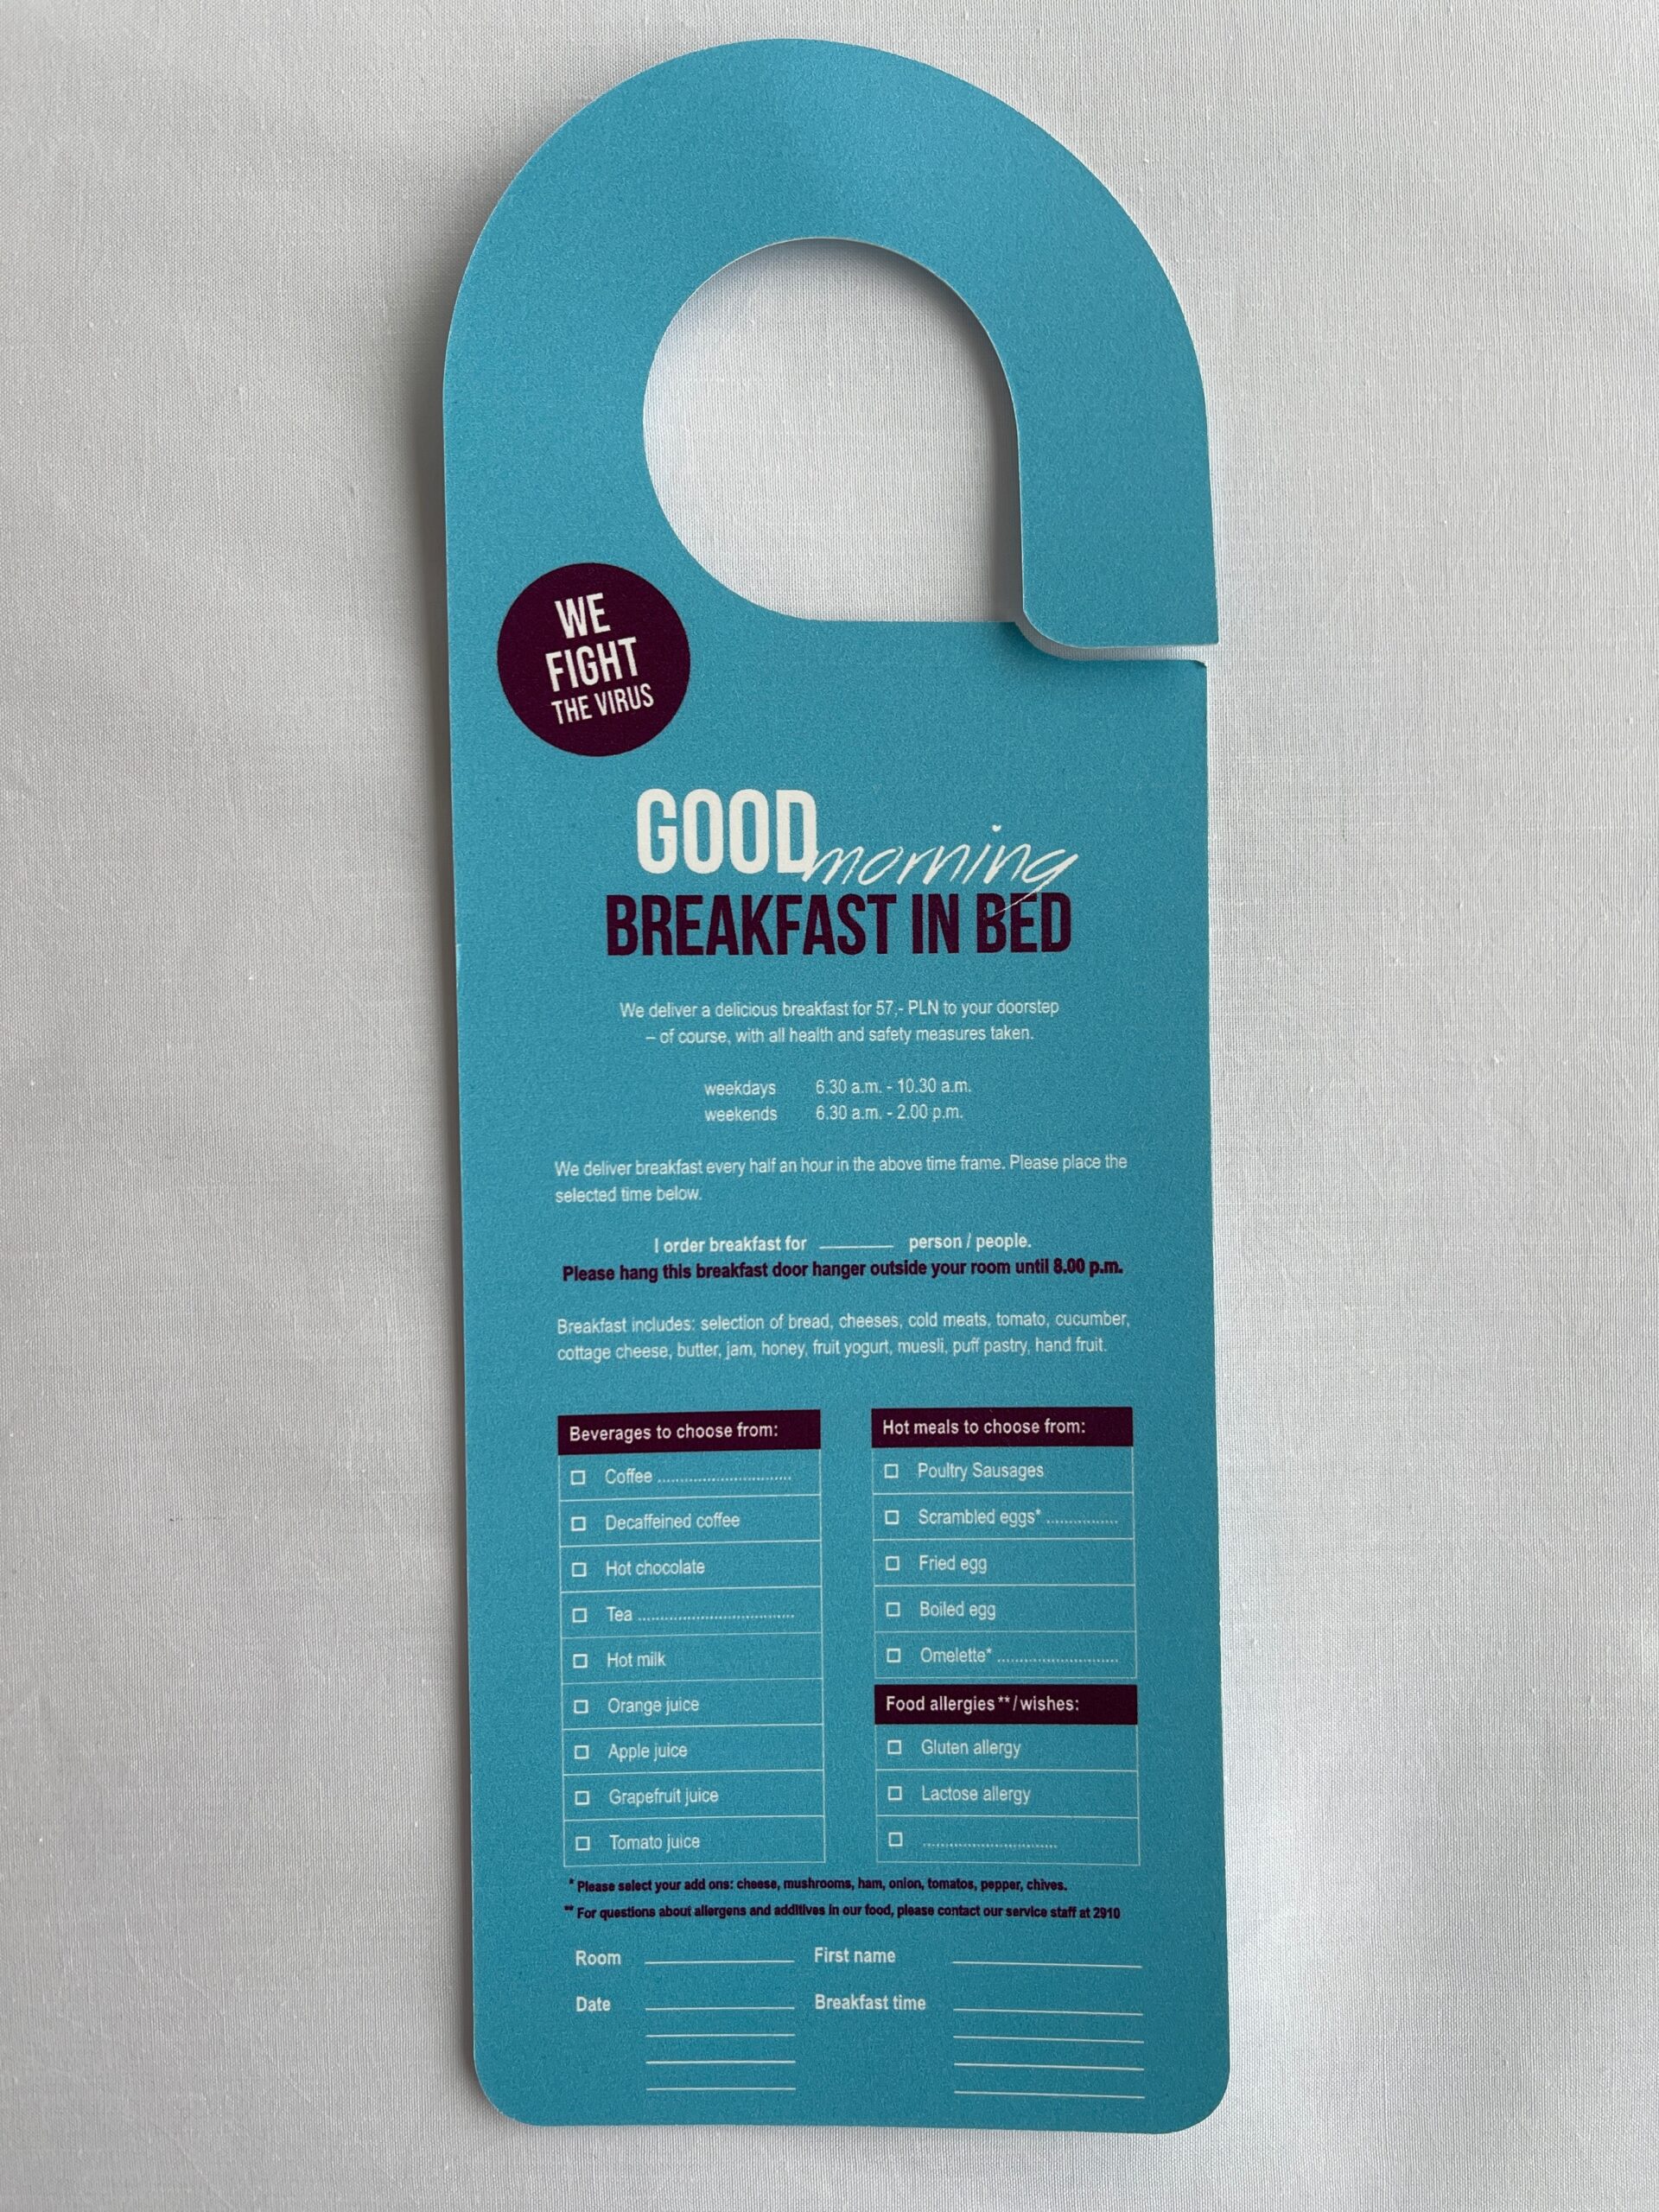 WE
FIGHT
THE VIRUS
GOOD morning
BREAKFAST IN BED
We deliver a delicious breakfast for 57,- PLN to your doorstep
– of course, with all health and safety measures taken.
weekdays 6.30 a.m. - 10.30 a.m.
weekends 6.30 a.m. - 2.00 p.m.
We deliver breakfast every half an hour in the above time frame. Please place the
selected time below.
I order breakfast for ______ person / people.
Please hang this breakfast door hanger outside your room until 8.00 p.m.
Breakfast includes: selection of bread, cheeses, cold meats, tomato, cucumber,
cottage cheese, butter, jam, honey, fruit yogurt, muesli, puff pastry, hand fruit.
Beverages to choose from:
Coffee
Decaffeined coffee
Hot chocolate
Tea
Hot milk
Orange juice
Apple juice
Grapefruit juice
Tomato juice
Hot meals to choose from:
Poultry Sausages
Scrambled eggs*
Fried egg
Boiled egg
Omelette*
Food allergies ** / wishes:
Gluten allergy
Lactose allergy
* Please select your add ons: cheese, mushrooms, ham, onion, tomatos, pepper, chives.
** For questions about allergens and additives in our food, please contact our service staff at 2910
Room First name
Date Breakfast time